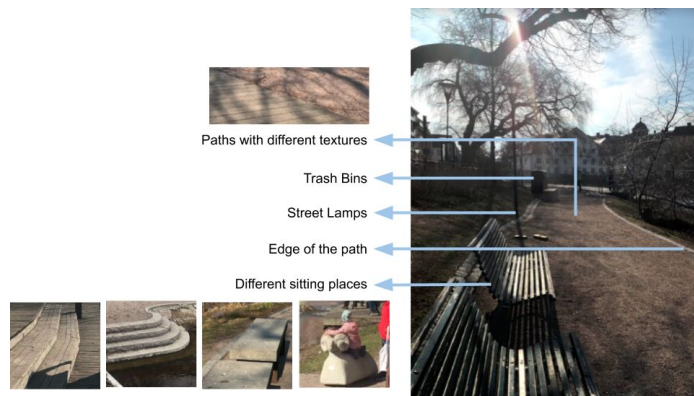 Paths with different textures
Trash Bins
Street Lamps
Edge of the path
Different sitting places